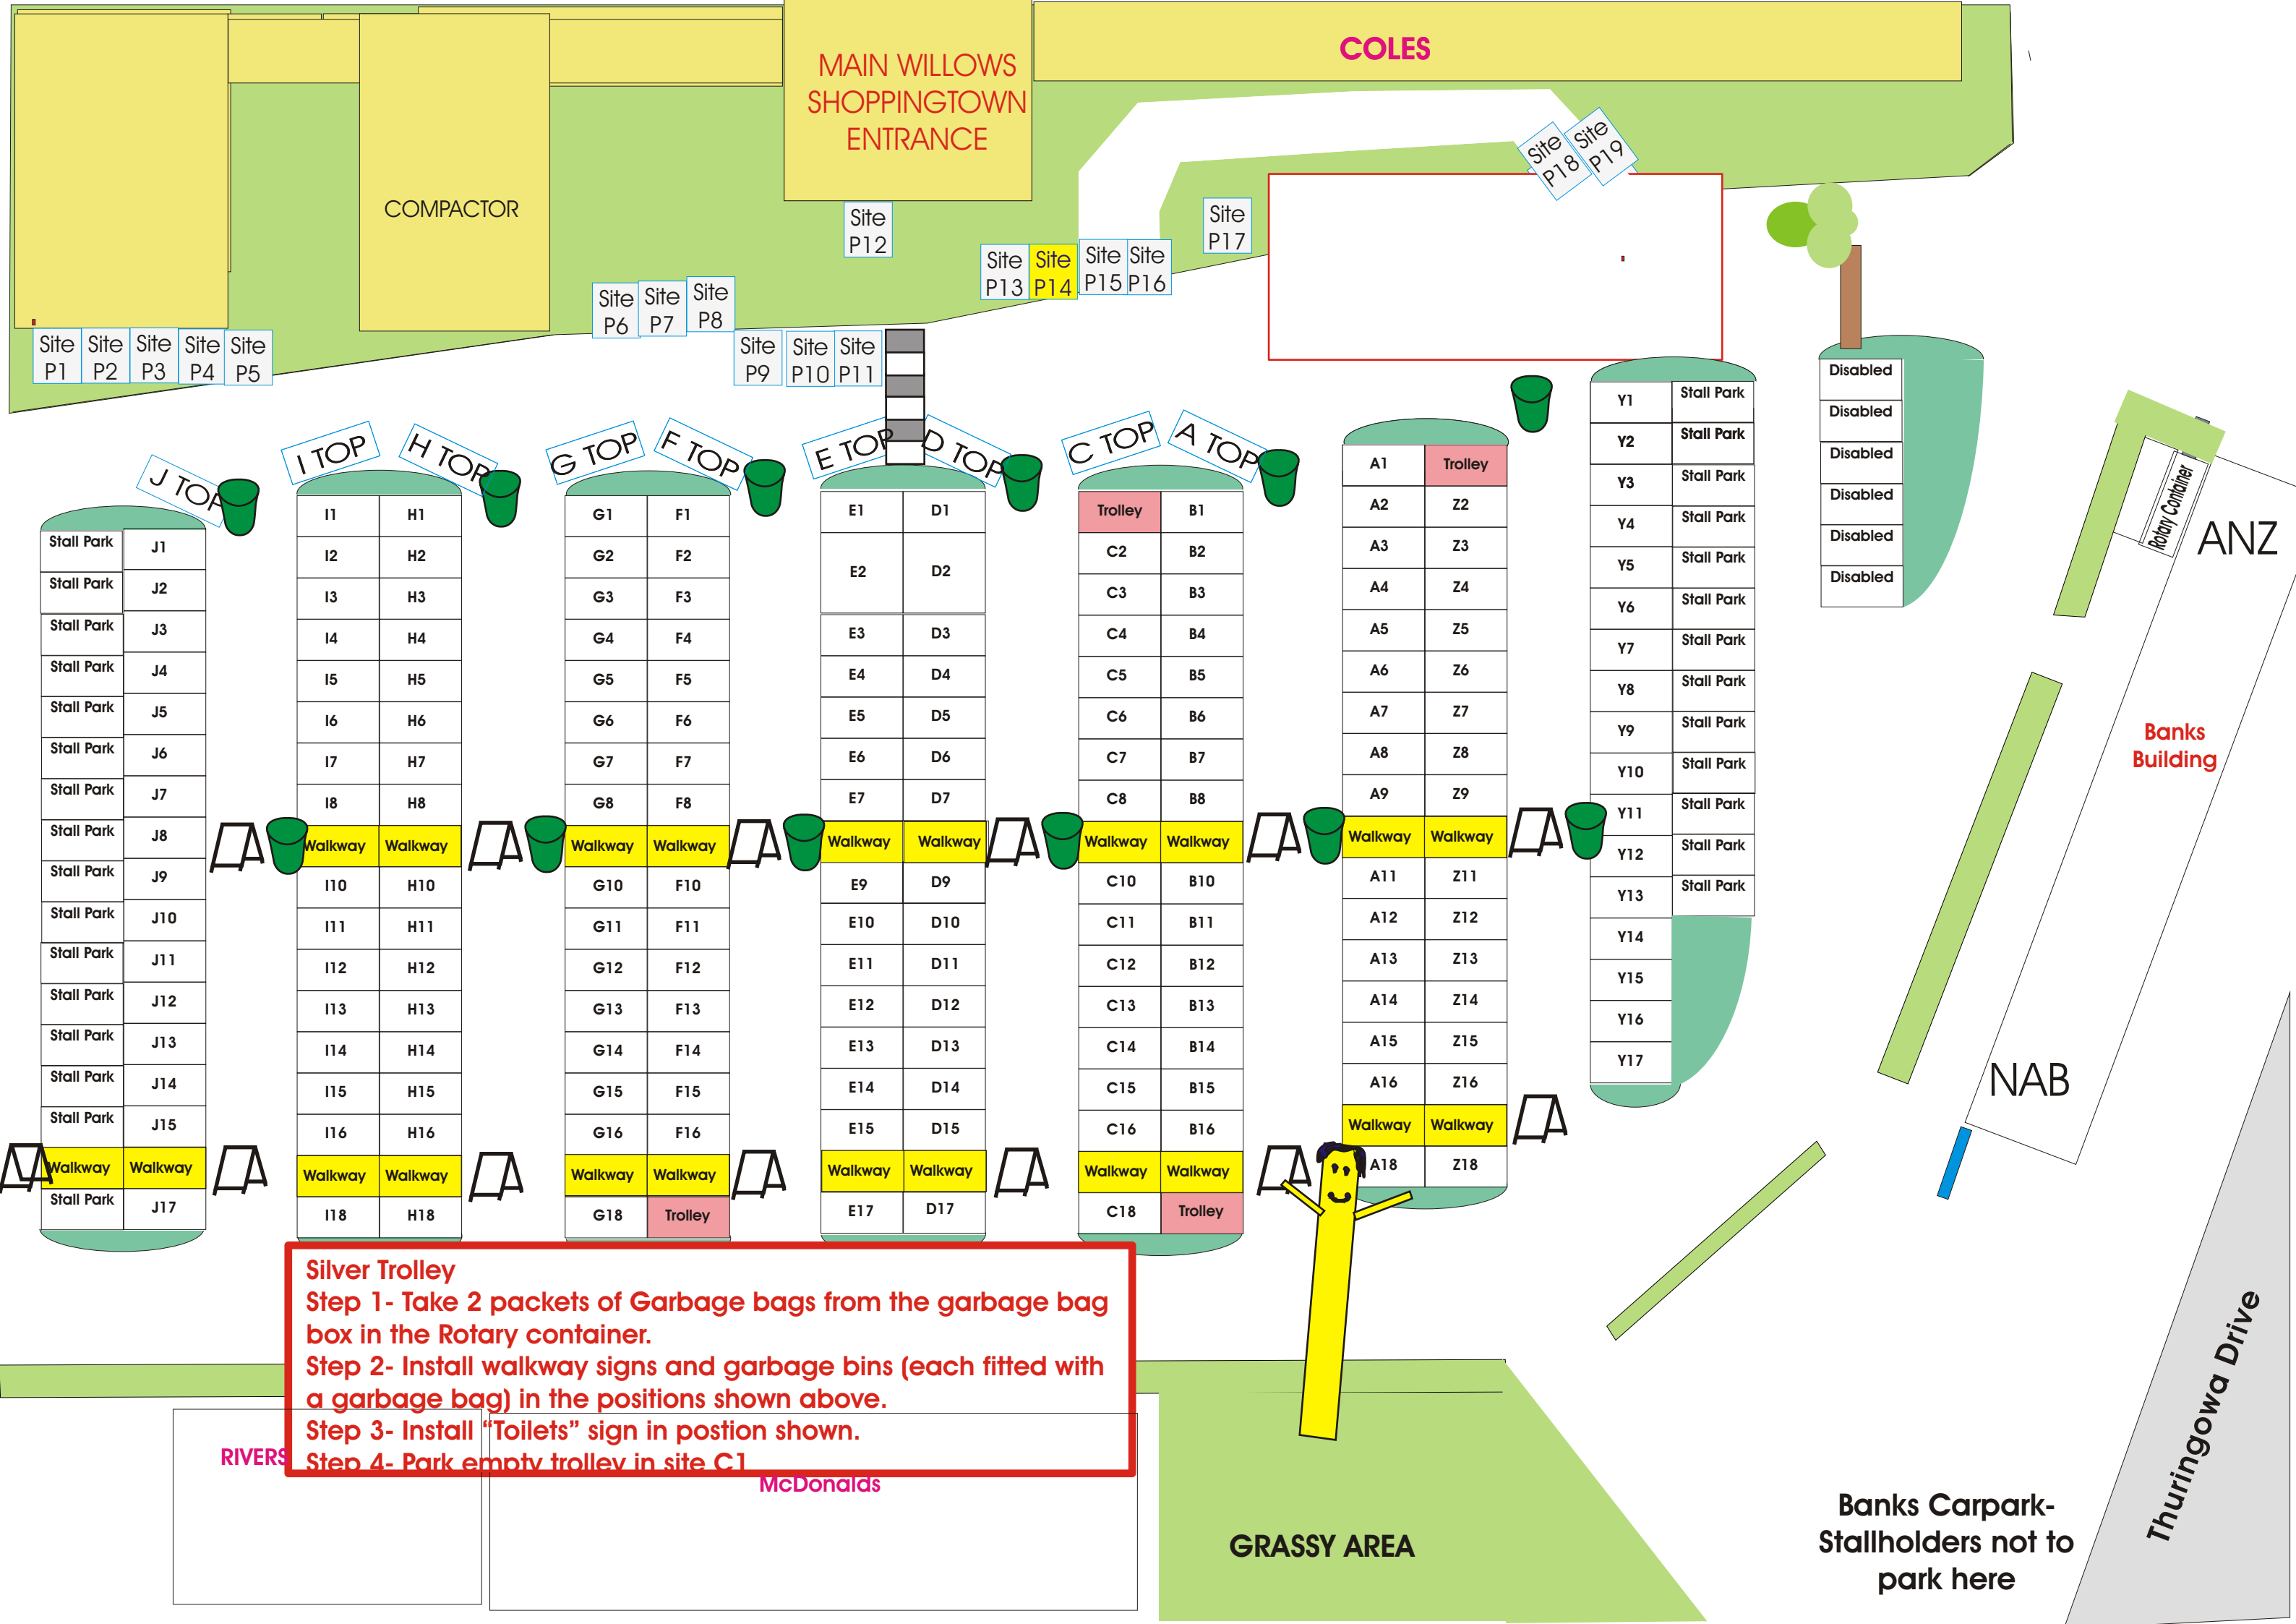 COLES
MAIN WILLOWS
SHOPPINGTOWN
ENTRANCE
COMPACTOR
Site
P18
Site
P19
Site
P12
Site
P17
Site
P13
Site
P14
Site
P15
Site
P16
Site
P6
Site
P7
Site
P8
Site
P1
Site
P2
Site
P3
Site
P4
Site
P5
Site
P9
Site
P10
Site
P11
J TOP
I TOP
H TOP
G TOP
F TOP
E TOP
D TOP
C TOP
A TOP
Stall Park J1
Stall Park J2
Stall Park J3
Stall Park J4
Stall Park J5
Stall Park J6
Stall Park J7
Stall Park J8
Stall Park J9
Stall Park J10
Stall Park J11
Stall Park J12
Stall Park J13
Stall Park J14
Stall Park J15
Walkway Walkway
Stall Park J17
I1 H1
I2 H2
I3 H3
I4 H4
I5 H5
I6 H6
I7 H7
I8 H8
Walkway Walkway
I10 H10
I11 H11
I12 H12
I13 H13
I14 H14
I15 H15
I16 H16
Walkway Walkway
I18 H18
G1 F1
G2 F2
G3 F3
G4 F4
G5 F5
G6 F6
G7 F7
G8 F8
Walkway Walkway
G10 F10
G11 F11
G12 F12
G13 F13
G14 F14
G15 F15
G16 F16
Walkway Walkway
G18 Trolley
E1 D1
E2 D2
E3 D3
E4 D4
E5 D5
E6 D6
E7 D7
Walkway Walkway
E9 D9
E10 D10
E11 D11
E12 D12
E13 D13
E14 D14
E15 D15
Walkway Walkway
E17 D17
Trolley B1
C2 B2
C3 B3
C4 B4
C5 B5
C6 B6
C7 B7
C8 B8
Walkway Walkway
C10 B10
C11 B11
C12 B12
C13 B13
C14 B14
C15 B15
C16 B16
Walkway Walkway
C18 Trolley
A1 Trolley
A2 Z2
A3 Z3
A4 Z4
A5 Z5
A6 Z6
A7 Z7
A8 Z8
A9 Z9
Walkway Walkway
A11 Z11
A12 Z12
A13 Z13
A14 Z14
A15 Z15
A16 Z16
Walkway Walkway
A18 Z18
Y1 Stall Park
Y2 Stall Park
Y3 Stall Park
Y4 Stall Park
Y5 Stall Park
Y6 Stall Park
Y7 Stall Park
Y8 Stall Park
Y9 Stall Park
Y10 Stall Park
Y11 Stall Park
Y12 Stall Park
Y13 Stall Park
Y14
Y15
Y16
Y17
Disabled
Disabled
Disabled
Disabled
Disabled
Disabled
Rotary Container
ANZ
Banks
Building
NAB
Thuringowa Drive
Silver Trolley
Step 1- Take 2 packets of Garbage bags from the garbage bag
box in the Rotary container.
Step 2- Install walkway signs and garbage bins (each fitted with
a garbage bag) in the positions shown above.
Step 3- Install “Toilets” sign in postion shown.
Step 4- Park empty trolley in site C1
RIVERS
McDonalds
GRASSY AREA
Banks Carpark-
Stallholders not to
park here